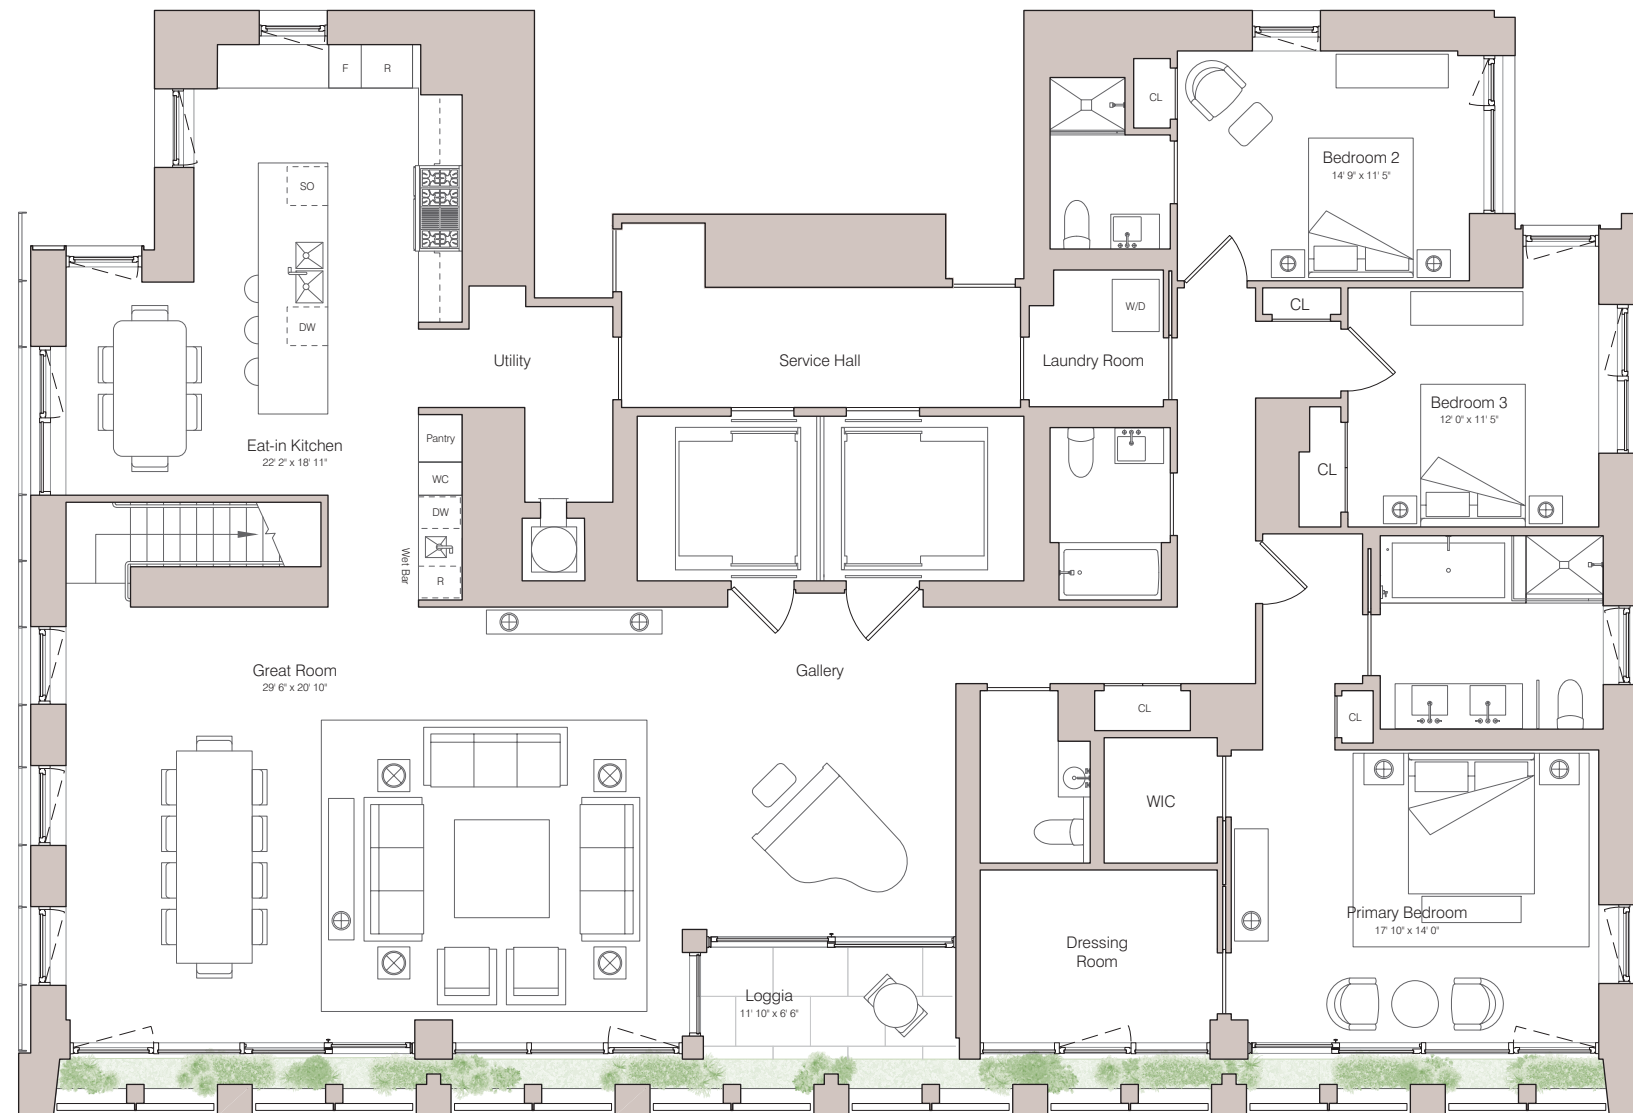 F
R
CL
Bedroom 2
14' 9" x 11' 5"
SO
DW
W/D
CL
Utility
Service Hall
Laundry Room
Bedroom 3
12' 0" x 11' 5"
Eat-in Kitchen
22' 2" x 18' 11"
Pantry
WC
DW
Wet Bar
R
CL
Great Room
29' 6" x 20' 10"
Gallery
CL
CL
WIC
Primary Bedroom
17' 10" x 14' 0"
Dressing
Room
Loggia
11' 10" x 6' 6"